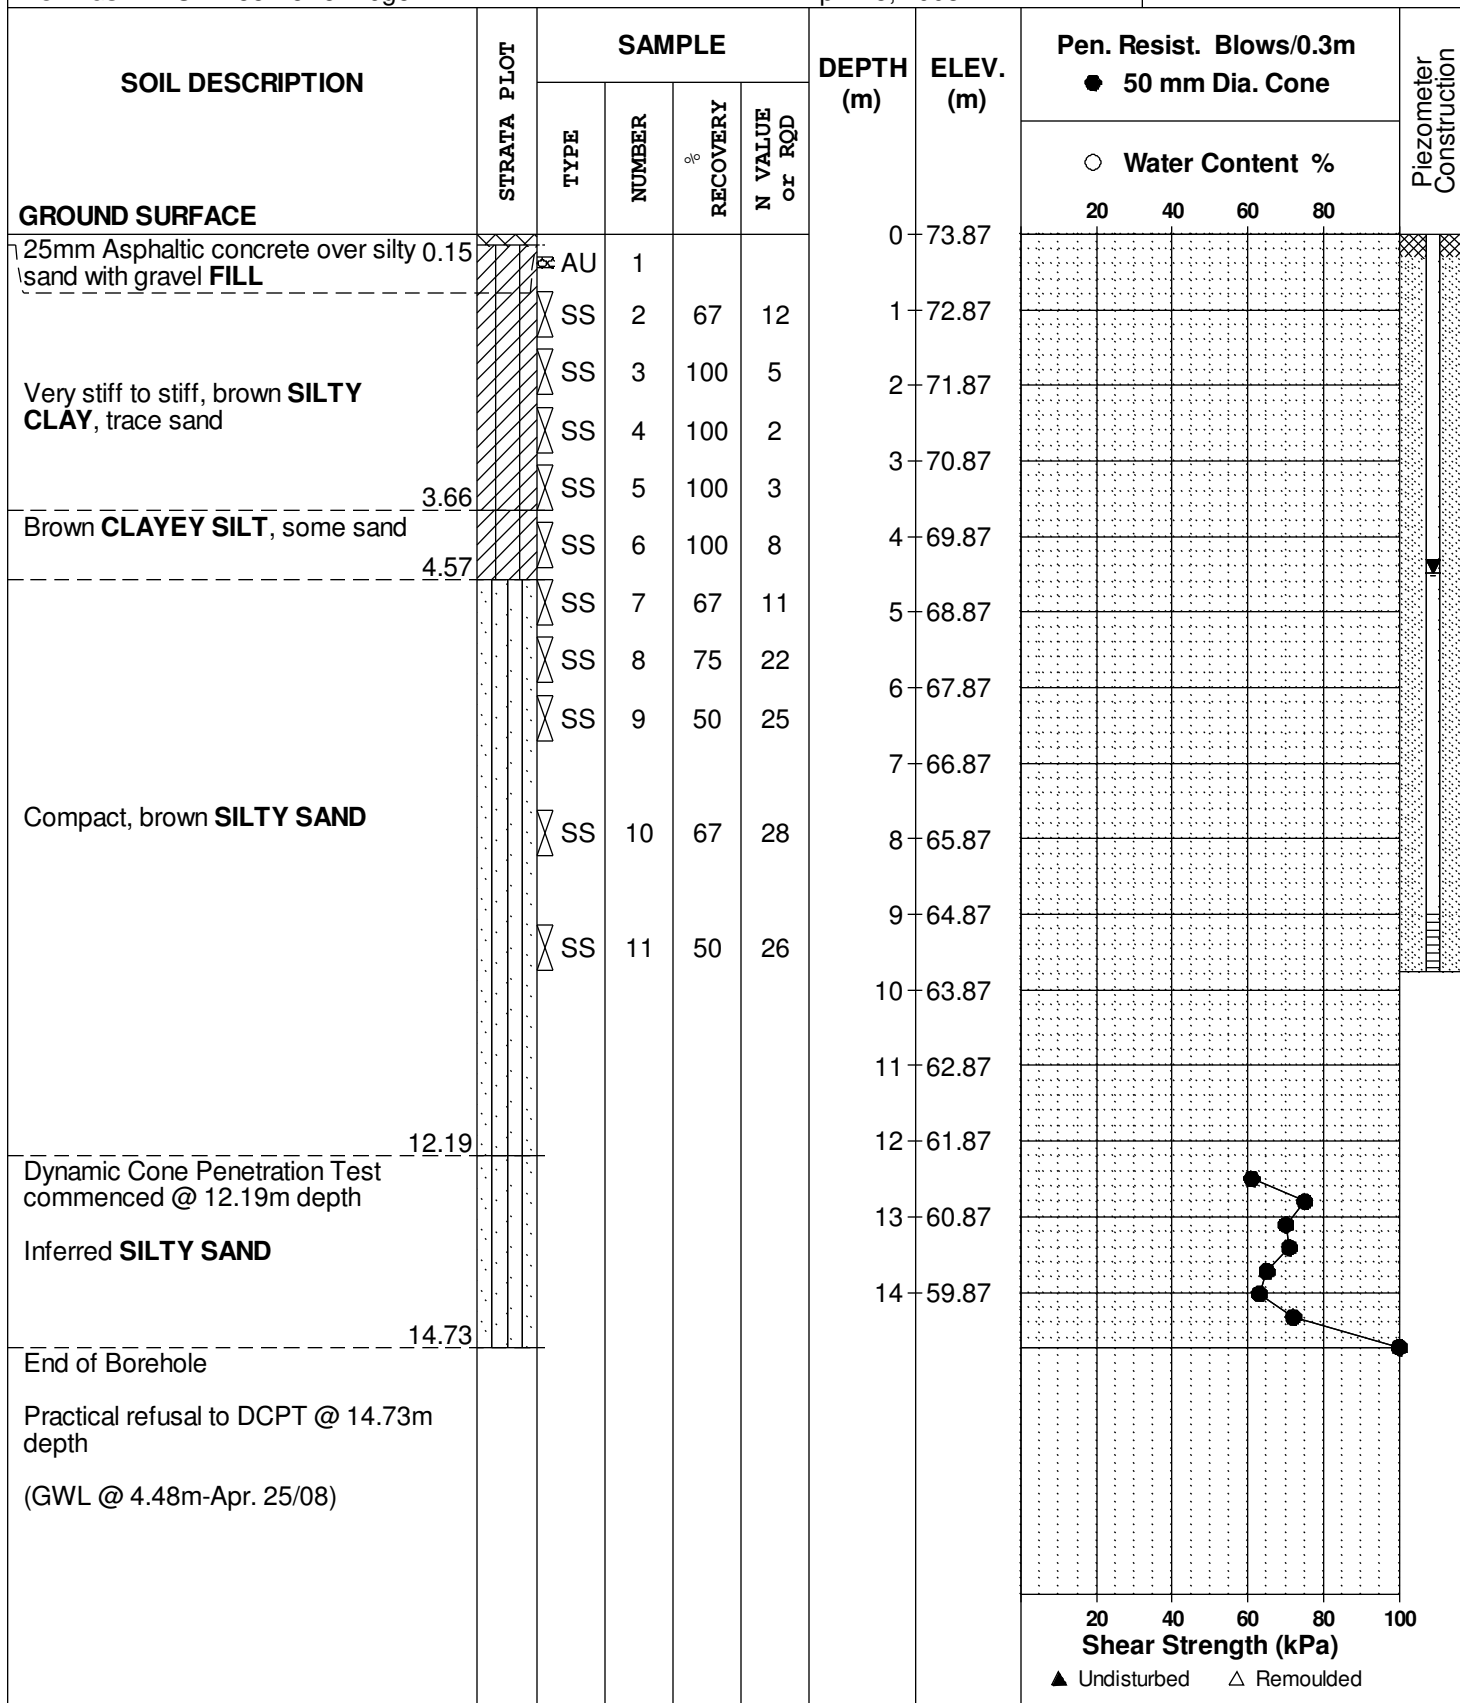 SOIL DESCRIPTION
GROUND SURFACE
STRATA PLOT
SAMPLE
TYPE
NUMBER
% RECOVERY
N VALUE or RQD
DEPTH (m)
ELEV. (m)
Pen. Resist. Blows/0.3m
● 50 mm Dia. Cone
○ Water Content %
20 40 60 80
Piezometer Construction
25mm Asphaltic concrete over silty 0.15
sand with gravel FILL
Very stiff to stiff, brown SILTY
CLAY, trace sand
3.66
Brown CLAYEY SILT, some sand
4.57
Compact, brown SILTY SAND
12.19
Dynamic Cone Penetration Test
commenced @ 12.19m depth
Inferred SILTY SAND
14.73
End of Borehole
Practical refusal to DCPT @ 14.73m
depth
(GWL @ 4.48m-Apr. 25/08)
AU 1
SS 2 67 12
SS 3 100 5
SS 4 100 2
SS 5 100 3
SS 6 100 8
SS 7 67 11
SS 8 75 22
SS 9 50 25
SS 10 67 28
SS 11 50 26
0 73.87
1 72.87
2 71.87
3 70.87
4 69.87
5 68.87
6 67.87
7 66.87
8 65.87
9 64.87
10 63.87
11 62.87
12 61.87
13 60.87
14 59.87
20 40 60 80 100
Shear Strength (kPa)
▲ Undisturbed △ Remoulded